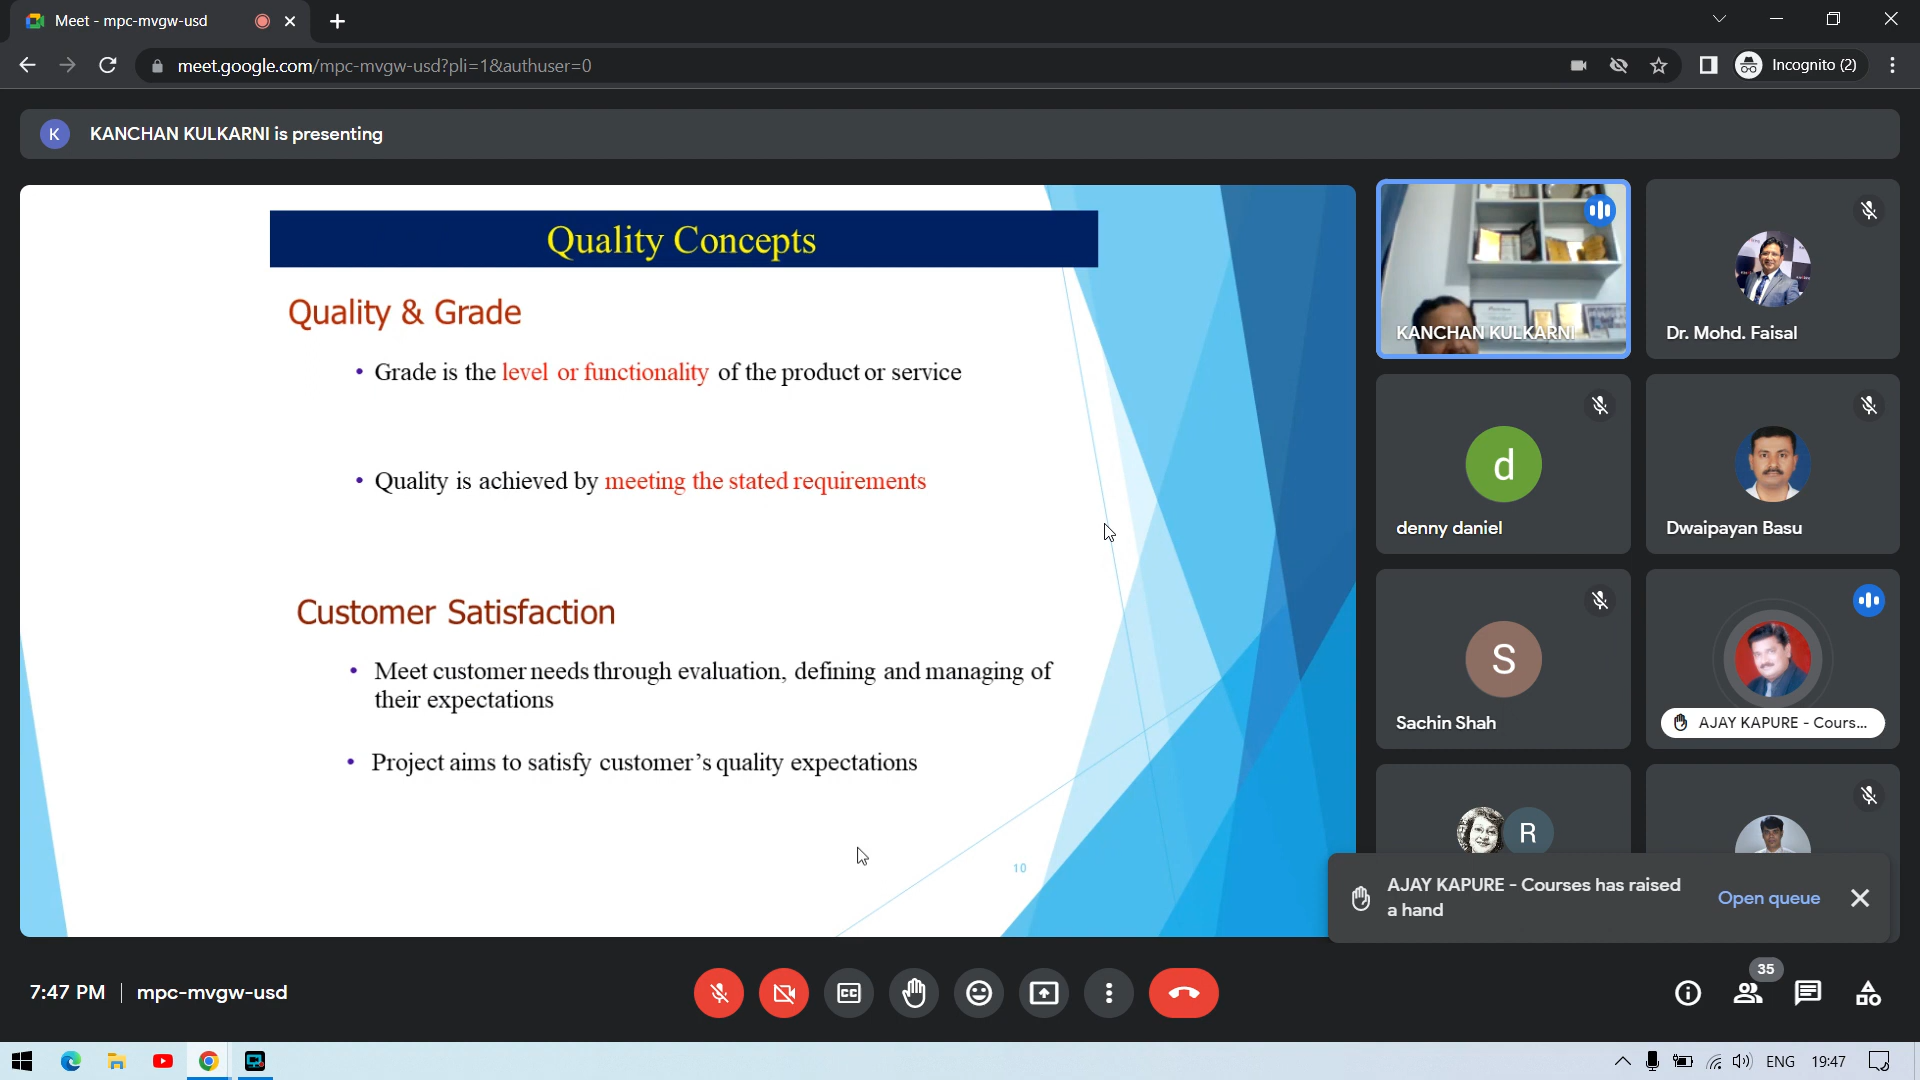 Meet - mpc-mvgw-usd
meet.google.com/mpc-mvgw-usd?pli=1&authuser=0
Incognito (2)
K
KANCHAN KULKARNI is presenting
Quality Concepts
Quality & Grade
• Grade is the level or functionality of the product or service
• Quality is achieved by meeting the stated requirements
Customer Satisfaction
• Meet customer needs through evaluation, defining and managing of
their expectations
• Project aims to satisfy customer's quality expectations
10
KANCHAN KULKARNI
Dr. Mohd. Faisal
d
denny daniel
Dwaipayan Basu
S
Sachin Shah
AJAY KAPURE - Cours...
R
AJAY KAPURE - Courses has raised
a hand
Open queue
7:47 PM | mpc-mvgw-usd
CC
35
ENG
19:47